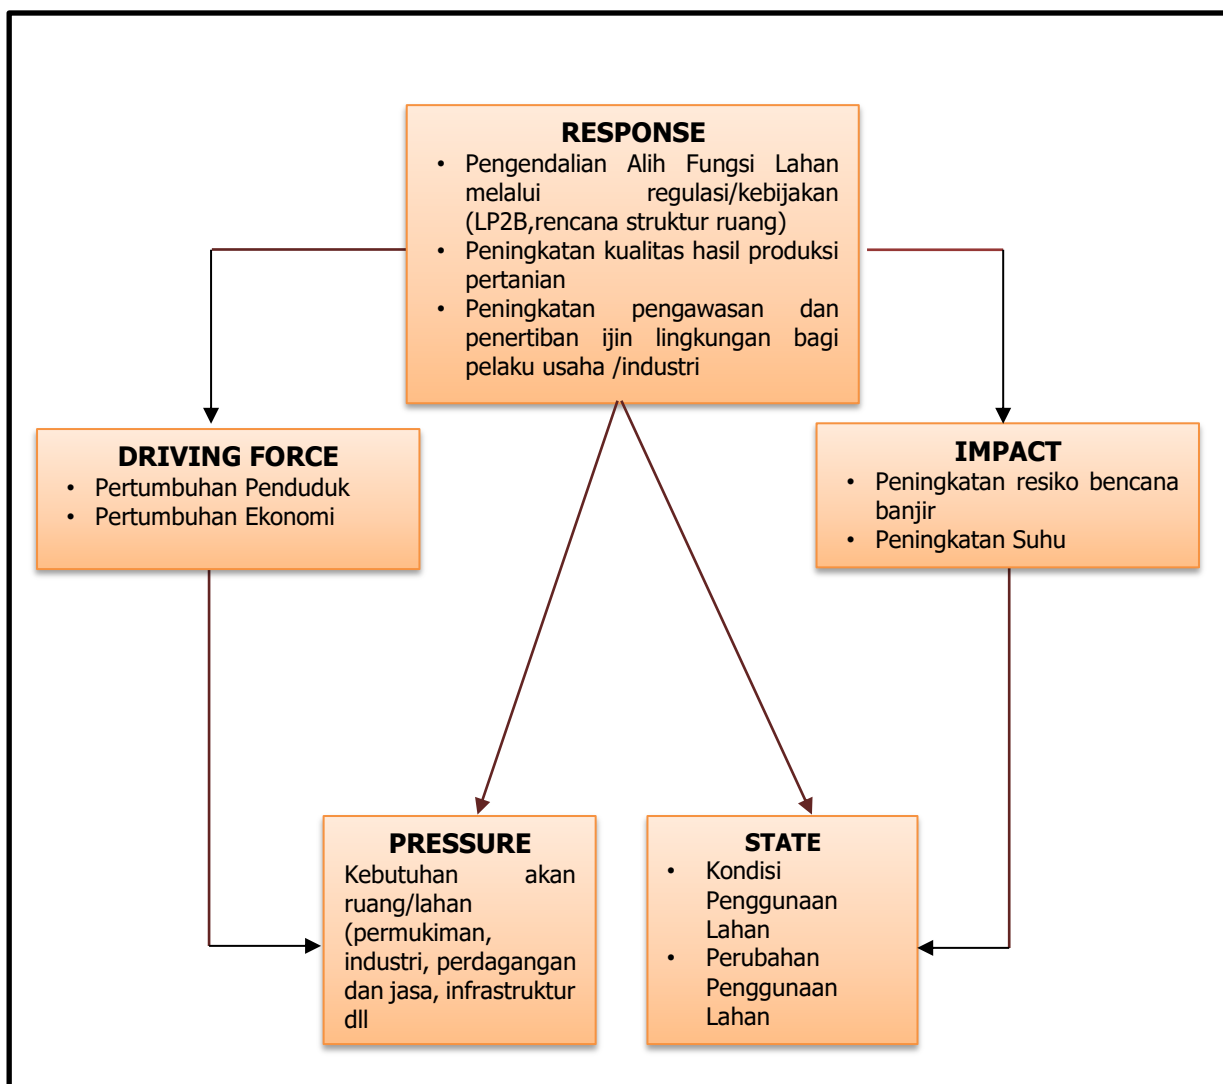 RESPONSE
• Pengendalian Alih Fungsi Lahan
melalui regulasi/kebijakan
(LP2B,rencana struktur ruang)
• Peningkatan kualitas hasil produksi
pertanian
• Peningkatan pengawasan dan
penertiban ijin lingkungan bagi
pelaku usaha /industri
DRIVING FORCE
• Pertumbuhan Penduduk
• Pertumbuhan Ekonomi
IMPACT
• Peningkatan resiko bencana
banjir
• Peningkatan Suhu
PRESSURE
Kebutuhan akan
ruang/lahan
(permukiman,
industri, perdagangan
dan jasa, infrastruktur
dll
STATE
• Kondisi
Penggunaan
Lahan
• Perubahan
Penggunaan
Lahan